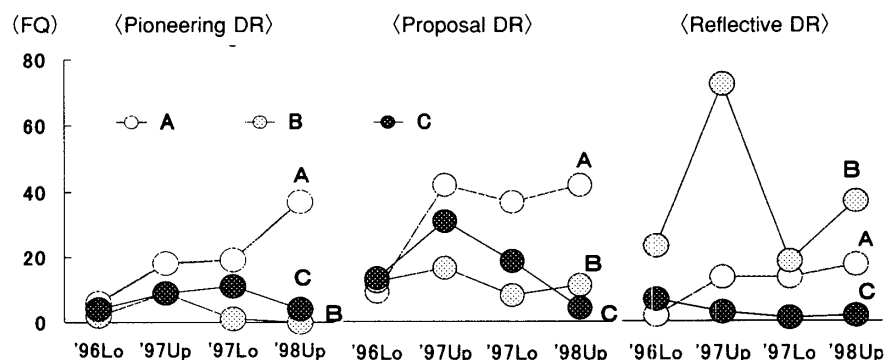 (FQ) 〈Pioneering DR〉 〈Proposal DR〉 〈Reflective DR〉
80
60
A B C
40
20
0
A
C
B
A
B
C
B
A
C
'96Lo '97Up '97Lo '98Up '96Lo '97Up '97Lo '98Up '96Lo '97Up '97Lo '98Up